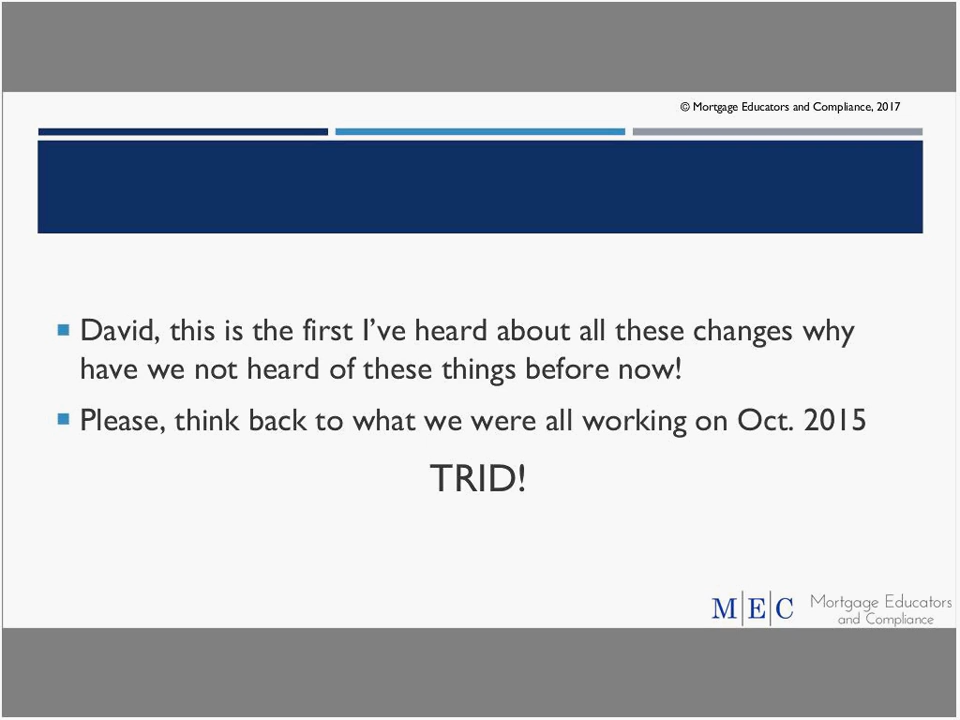 © Mortgage Educators and Compliance, 2017
David, this is the first I've heard about all these changes why
have we not heard of these things before now!
Please, think back to what we were all working on Oct. 2015
TRID!
M|E|C Mortgage Educators
and Compliance